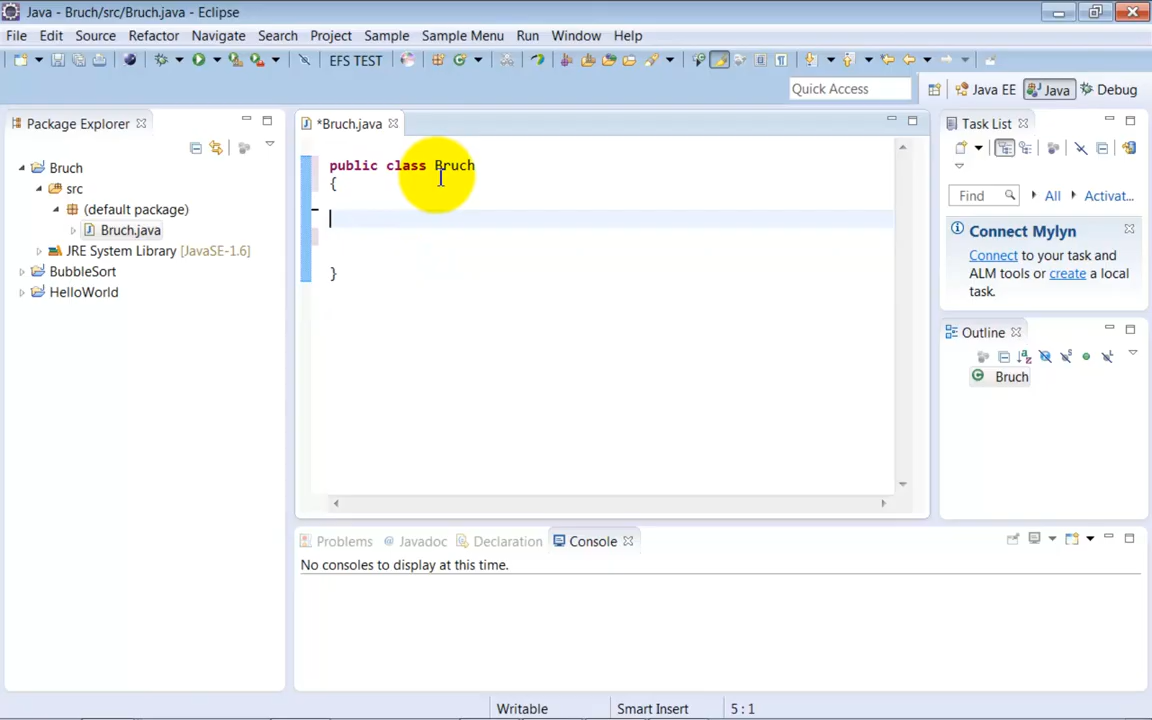 Java - Bruch/src/Bruch.java - Eclipse
File Edit Source Refactor Navigate Search Project Sample Sample Menu Run Window Help
EFS TEST
Quick Access
Java EE
Java
Debug
Package Explorer
*Bruch.java
Task List
Bruch
src
(default package)
Bruch.java
JRE System Library [JavaSE-1.6]
BubbleSort
HelloWorld
public class Bruch
{
}
Find
All
Activat...
Connect Mylyn
Connect to your task and
ALM tools or create a local
task.
Outline
Bruch
Problems
@ Javadoc
Declaration
Console
No consoles to display at this time.
Writable
Smart Insert
5 : 1